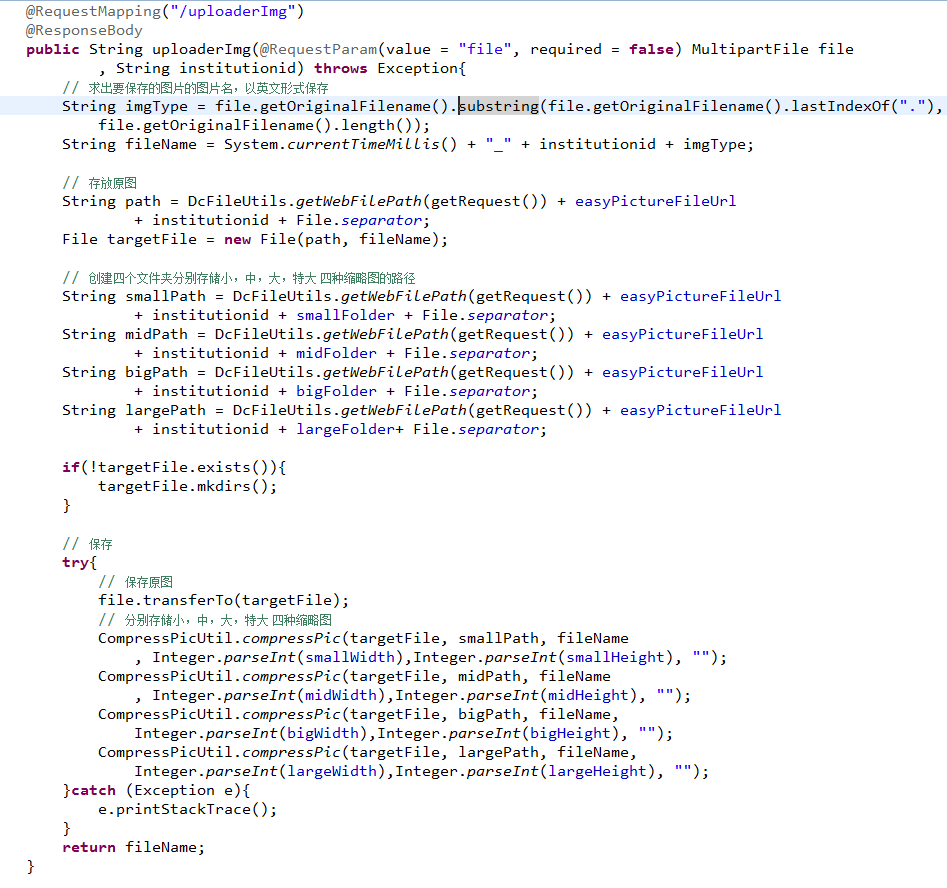 @RequestMapping("/uploaderImg")
@ResponseBody
public String uploaderImg(@RequestParam(value = "file", required = false) MultipartFile file
        , String institutionid) throws Exception{
    // 求出要保存的图片的图片名，以英文形式保存
    String imgType = file.getOriginalFilename().substring(file.getOriginalFilename().lastIndexOf("."),
        file.getOriginalFilename().length());
    String fileName = System.currentTimeMillis() + "_" + institutionid + imgType;

    // 存放原图
    String path = DcFileUtils.getWebFilePath(getRequest()) + easyPictureFileUrl
            + institutionid + File.separator;
    File targetFile = new File(path, fileName);

    // 创建四个文件夹分别存储小，中，大，特大 四种缩略图的路径
    String smallPath = DcFileUtils.getWebFilePath(getRequest()) + easyPictureFileUrl
            + institutionid + smallFolder + File.separator;
    String midPath = DcFileUtils.getWebFilePath(getRequest()) + easyPictureFileUrl
            + institutionid + midFolder + File.separator;
    String bigPath = DcFileUtils.getWebFilePath(getRequest()) + easyPictureFileUrl
            + institutionid + bigFolder + File.separator;
    String largePath = DcFileUtils.getWebFilePath(getRequest()) + easyPictureFileUrl
            + institutionid + largeFolder+ File.separator;

    if(!targetFile.exists()){
        targetFile.mkdirs();
    }

    // 保存
    try{
        // 保存原图
        file.transferTo(targetFile);
        // 分别存储小，中，大，特大 四种缩略图
        CompressPicUtil.compressPic(targetFile, smallPath, fileName
            , Integer.parseInt(smallWidth),Integer.parseInt(smallHeight), "");
        CompressPicUtil.compressPic(targetFile, midPath, fileName
            , Integer.parseInt(midWidth),Integer.parseInt(midHeight), "");
        CompressPicUtil.compressPic(targetFile, bigPath, fileName,
            Integer.parseInt(bigWidth),Integer.parseInt(bigHeight), "");
        CompressPicUtil.compressPic(targetFile, largePath, fileName,
            Integer.parseInt(largeWidth),Integer.parseInt(largeHeight), "");
    }catch (Exception e){
        e.printStackTrace();
    }
    return fileName;
}